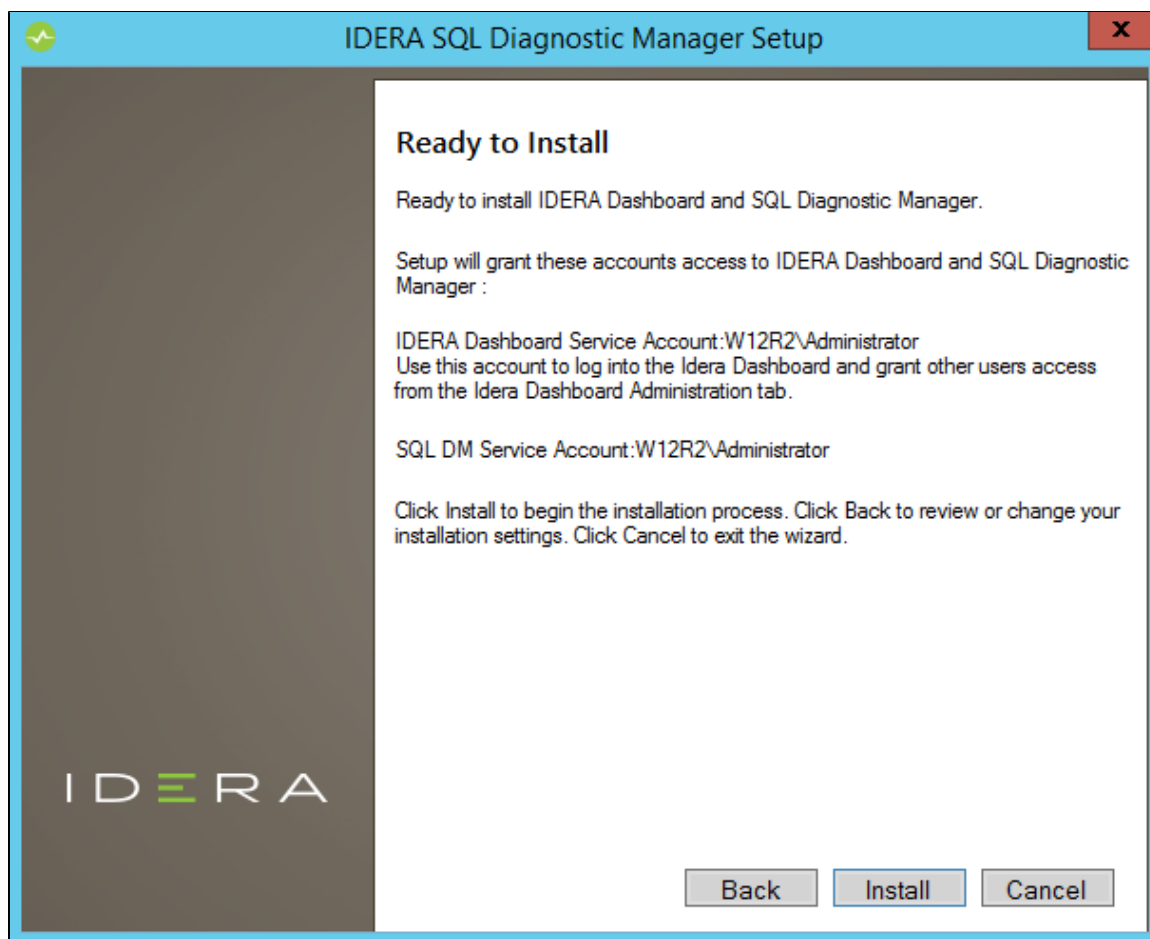 IDERA SQL Diagnostic Manager Setup
x
Ready to Install
Ready to install IDERA Dashboard and SQL Diagnostic Manager.
Setup will grant these accounts access to IDERA Dashboard and SQL Diagnostic
Manager :
IDERA Dashboard Service Account:W12R2\Administrator
Use this account to log into the Idera Dashboard and grant other users access
from the Idera Dashboard Administration tab.
SQL DM Service Account:W12R2\Administrator
Click Install to begin the installation process. Click Back to review or change your
installation settings. Click Cancel to exit the wizard.
IDERA
Back Install Cancel